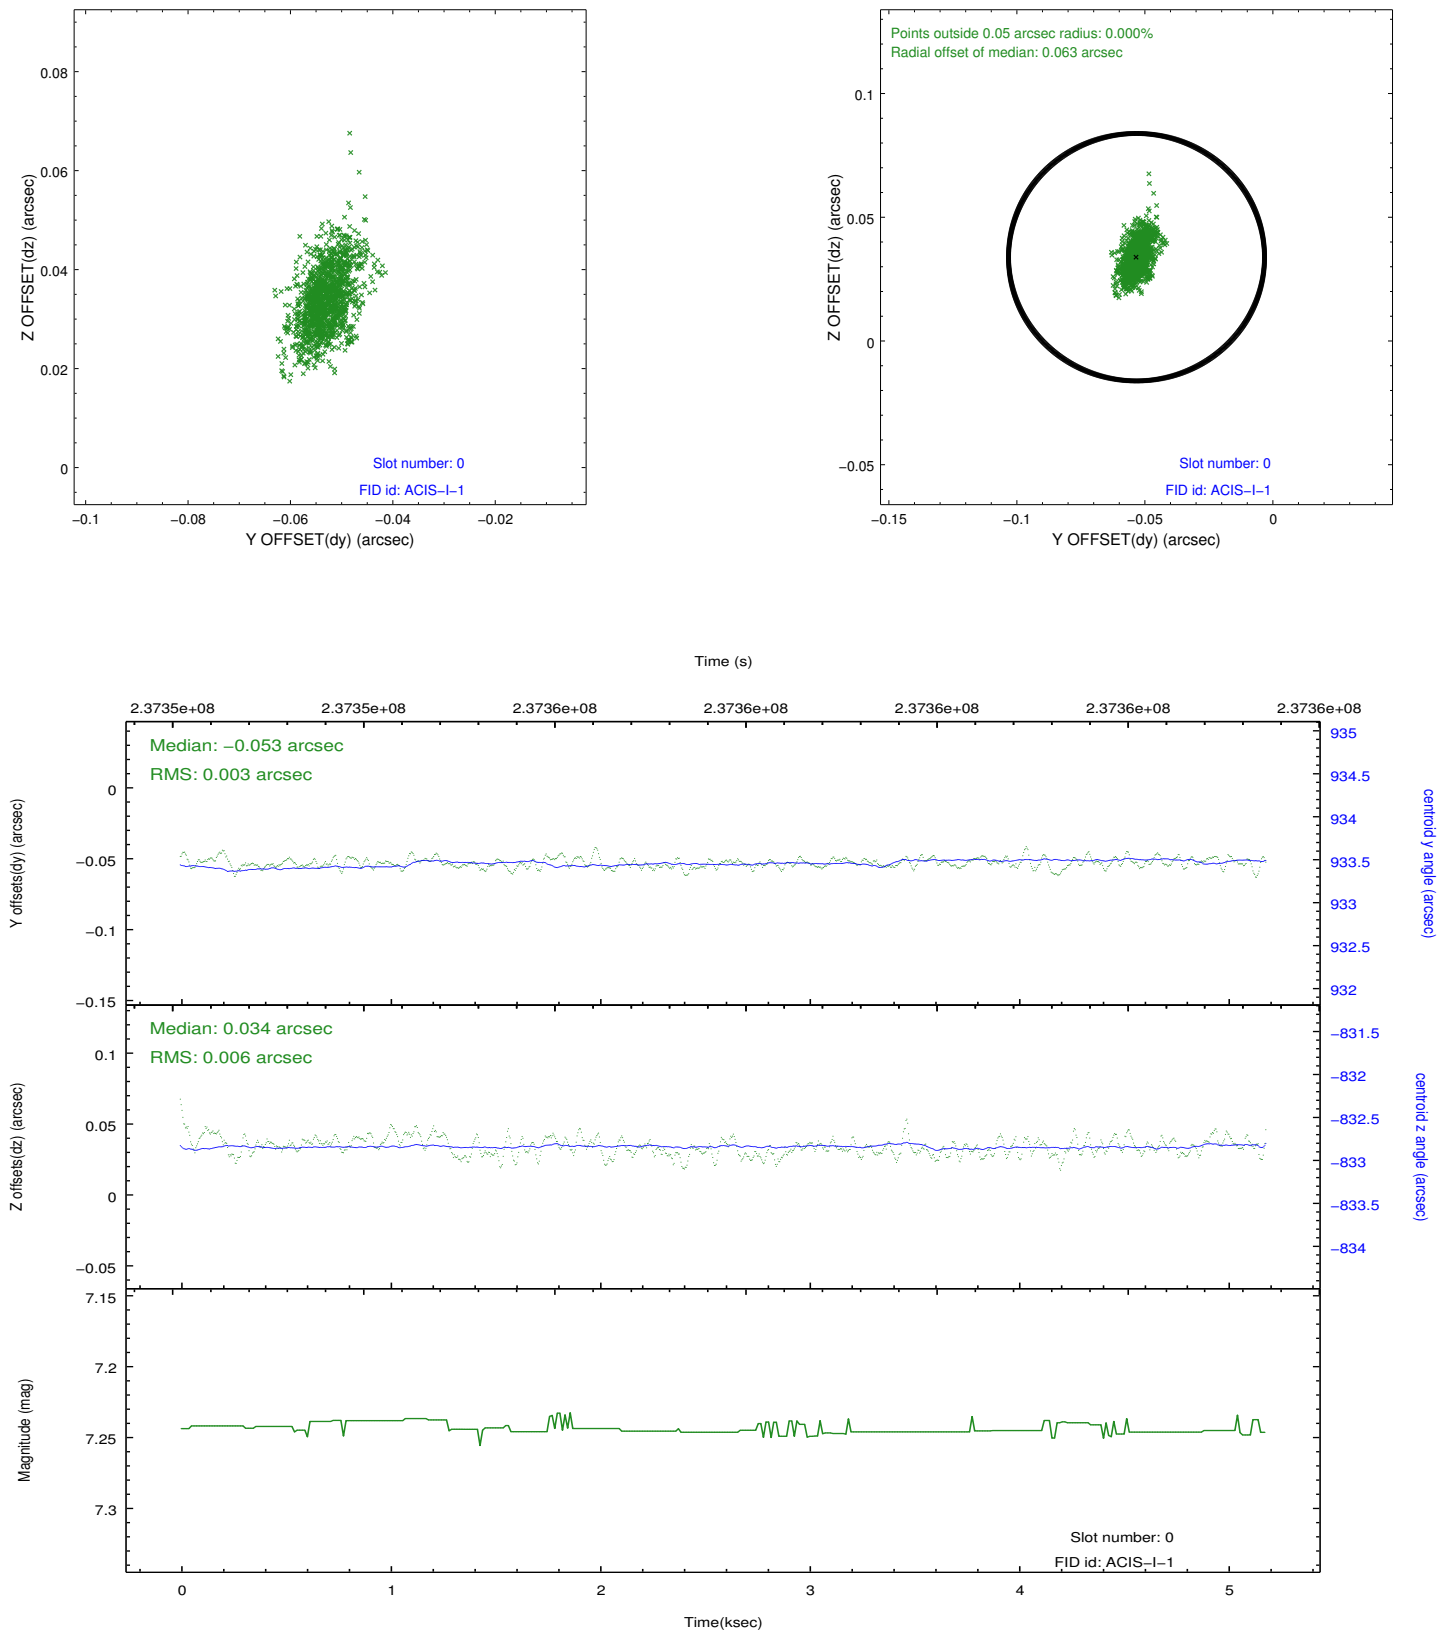 0.08
0.06
0.04
0.02
0
Z OFFSET(dz) (arcsec)
Slot number: 0
FID id: ACIS−I−1
−0.1
−0.08
−0.06
−0.04
−0.02
Y OFFSET(dy) (arcsec)
Points outside 0.05 arcsec radius: 0.000%
Radial offset of median: 0.063 arcsec
0.1
0.05
0
−0.05
Z OFFSET(dz) (arcsec)
Slot number: 0
FID id: ACIS−I−1
−0.15
−0.1
−0.05
0
Y OFFSET(dy) (arcsec)
Time (s)
2.3735e+08
2.3735e+08
2.3736e+08
2.3736e+08
2.3736e+08
2.3736e+08
2.3736e+08
Median: −0.053 arcsec
RMS: 0.003 arcsec
0
−0.05
−0.1
−0.15
Y offsets(dy) (arcsec)
935
934.5
934
933.5
933
932.5
932
centroid y angle (arcsec)
Median: 0.034 arcsec
RMS: 0.006 arcsec
0.1
0.05
0
−0.05
Z offsets(dz) (arcsec)
−831.5
−832
−832.5
−833
−833.5
−834
centroid z angle (arcsec)
7.15
7.2
7.25
7.3
Magnitude (mag)
Slot number: 0
FID id: ACIS−I−1
0
1
2
3
4
5
Time(ksec)